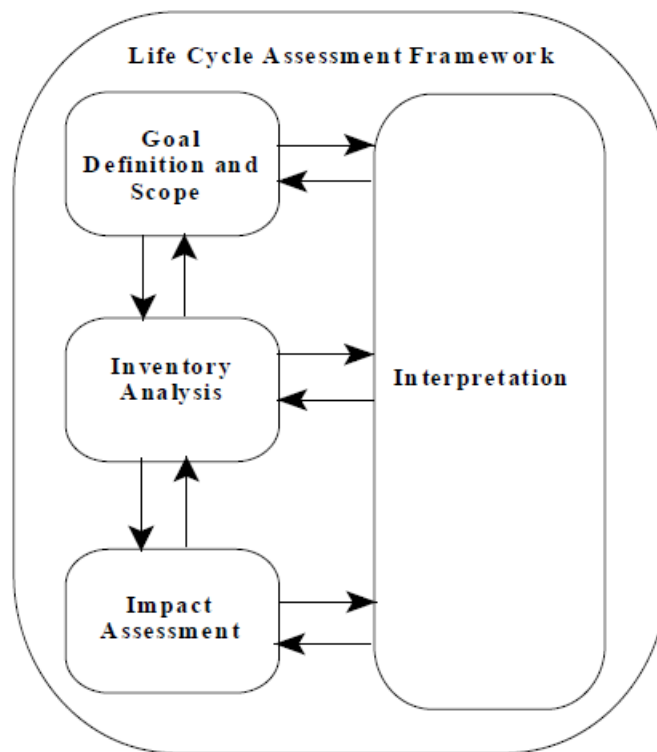 Life Cycle Assessment Framework
Goal
Definition and
Scope
Inventory
Analysis
Interpretation
Impact
Assessment